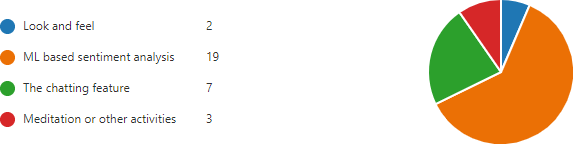 Look and feel 2
ML based sentiment analysis 19
The chatting feature 7
Meditation or other activities 3